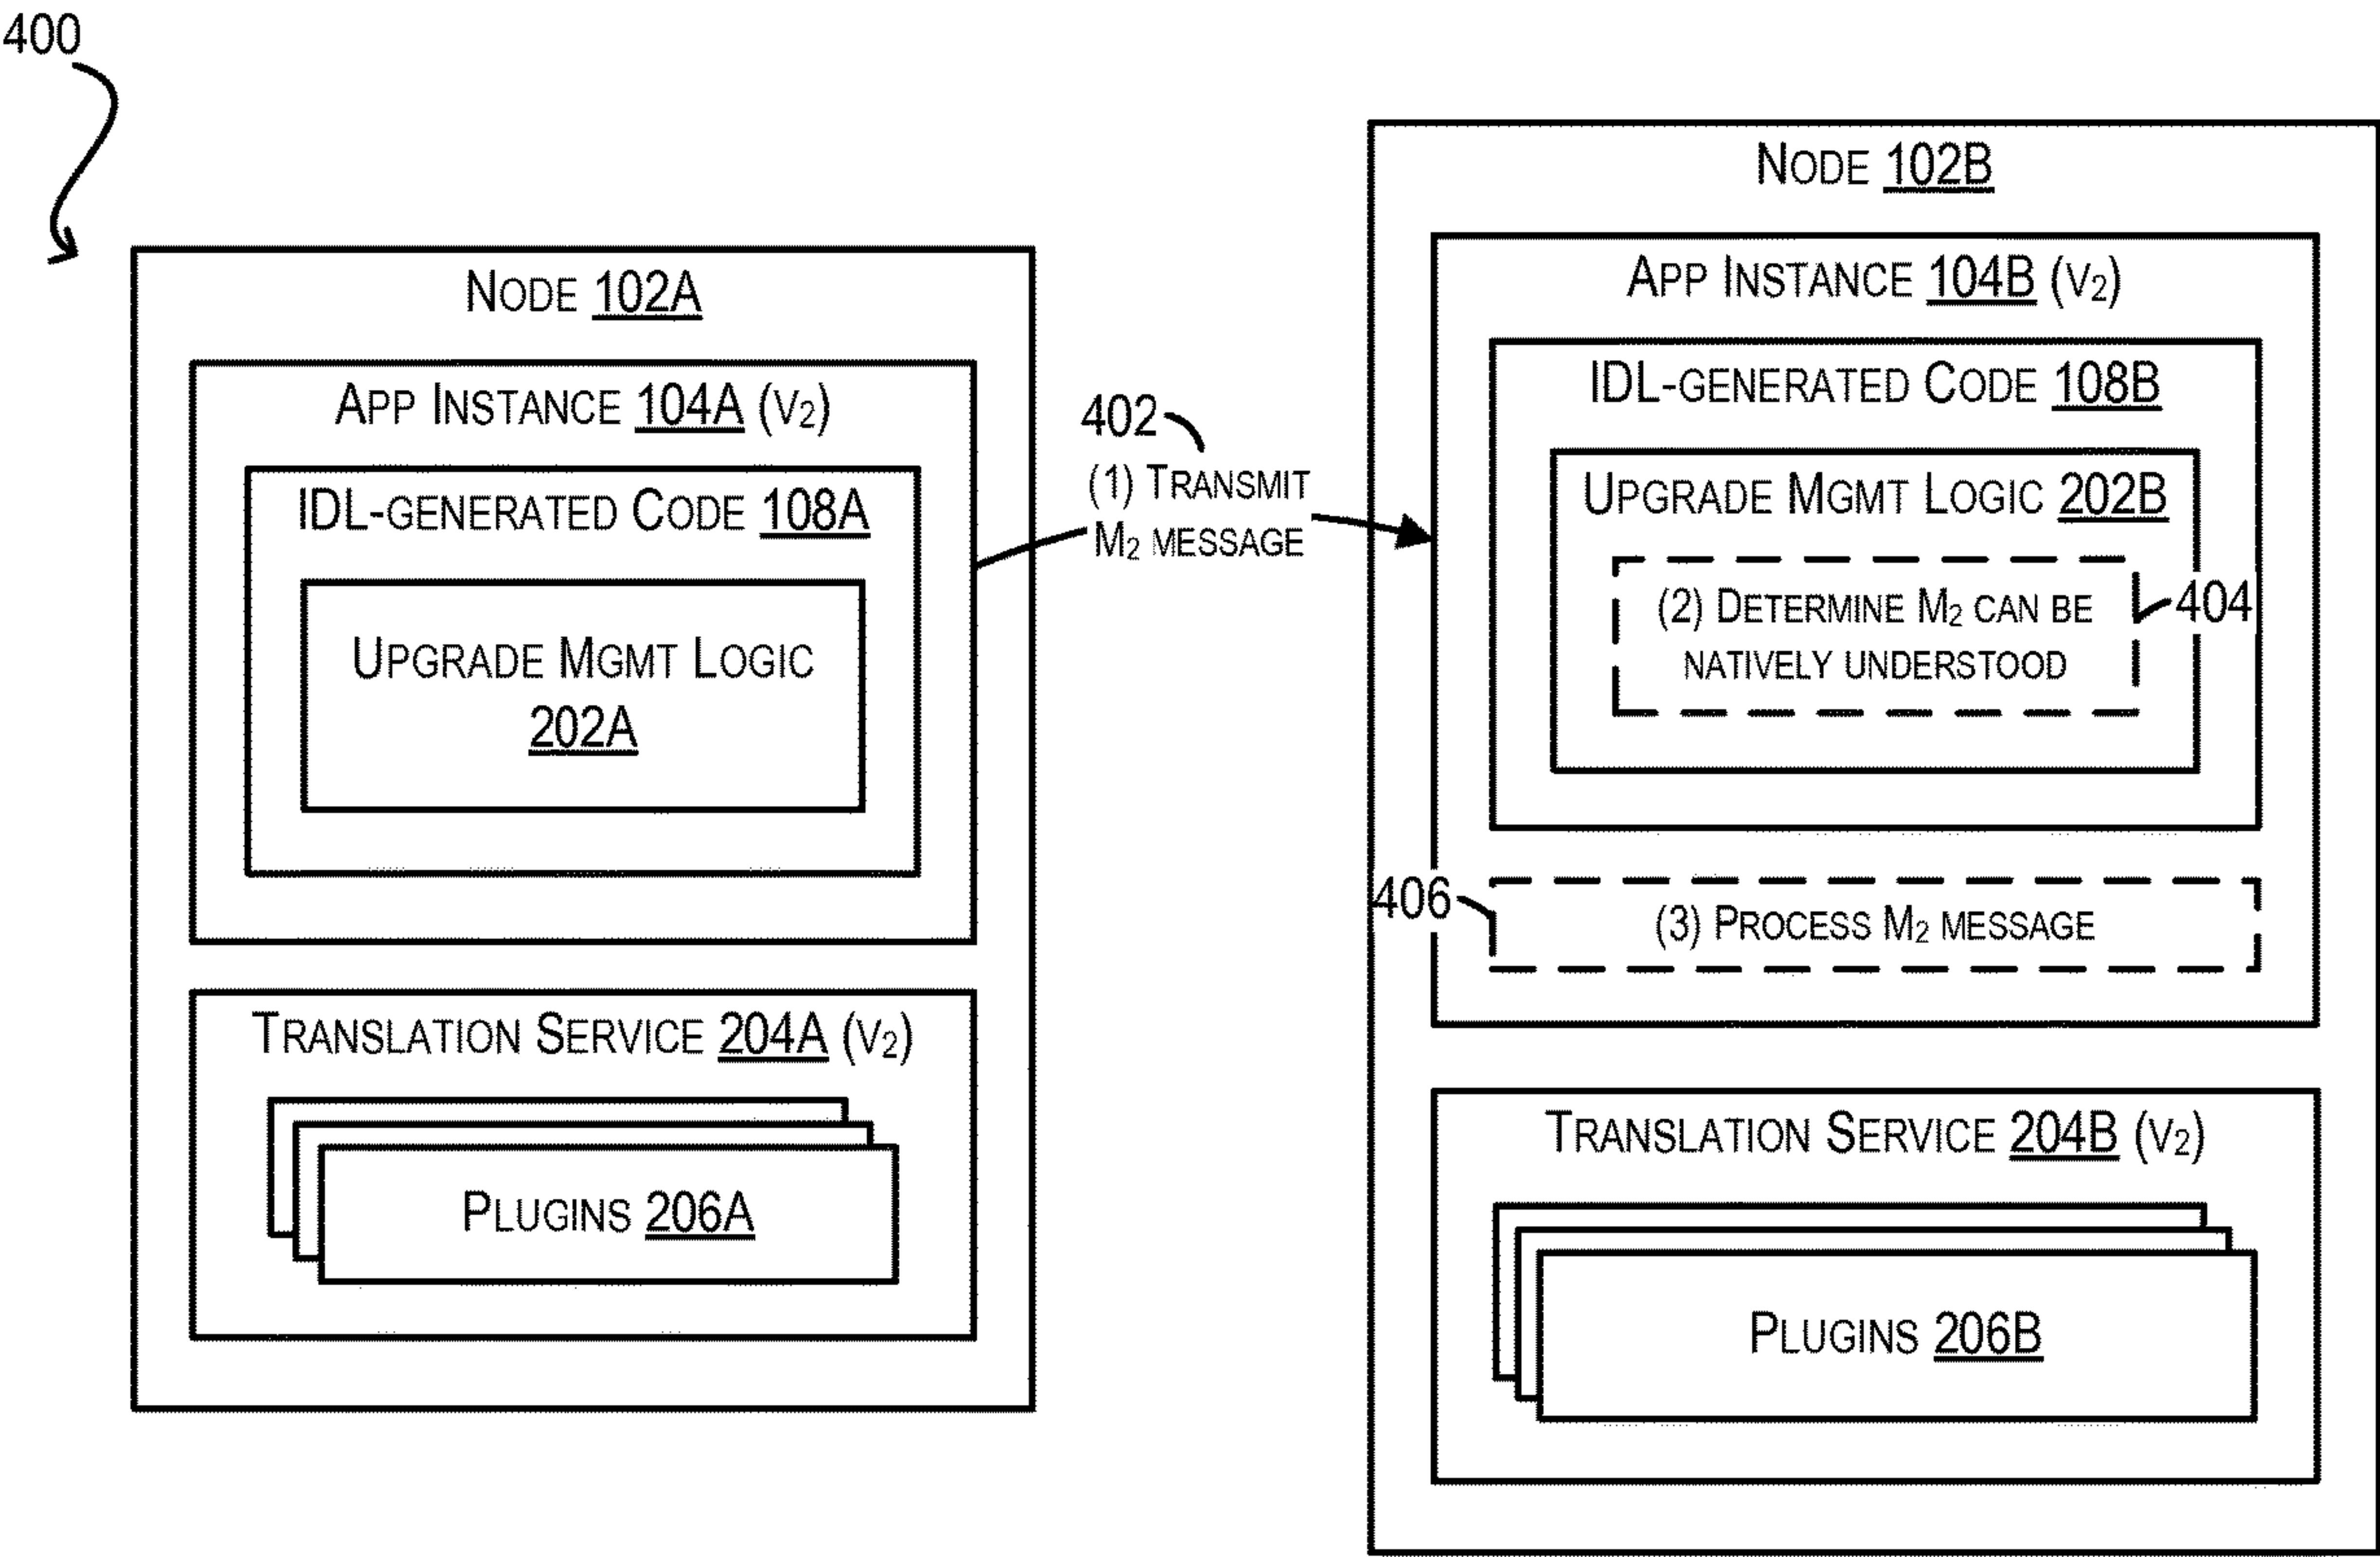 400
NODE 102A
APP INSTANCE 104A (V2)
IDL-GENERATED CODE 108A
UPGRADE MGMT LOGIC
202A
TRANSLATION SERVICE 204A (V2)
PLUGINS 206A
402
(1) TRANSMIT
M2 MESSAGE
NODE 102B
APP INSTANCE 104B (V2)
IDL-GENERATED CODE 108B
UPGRADE MGMT LOGIC 202B
(2) DETERMINE M2 CAN BE
NATIVELY UNDERSTOOD
404
406
(3) PROCESS M2 MESSAGE
TRANSLATION SERVICE 204B (V2)
PLUGINS 206B